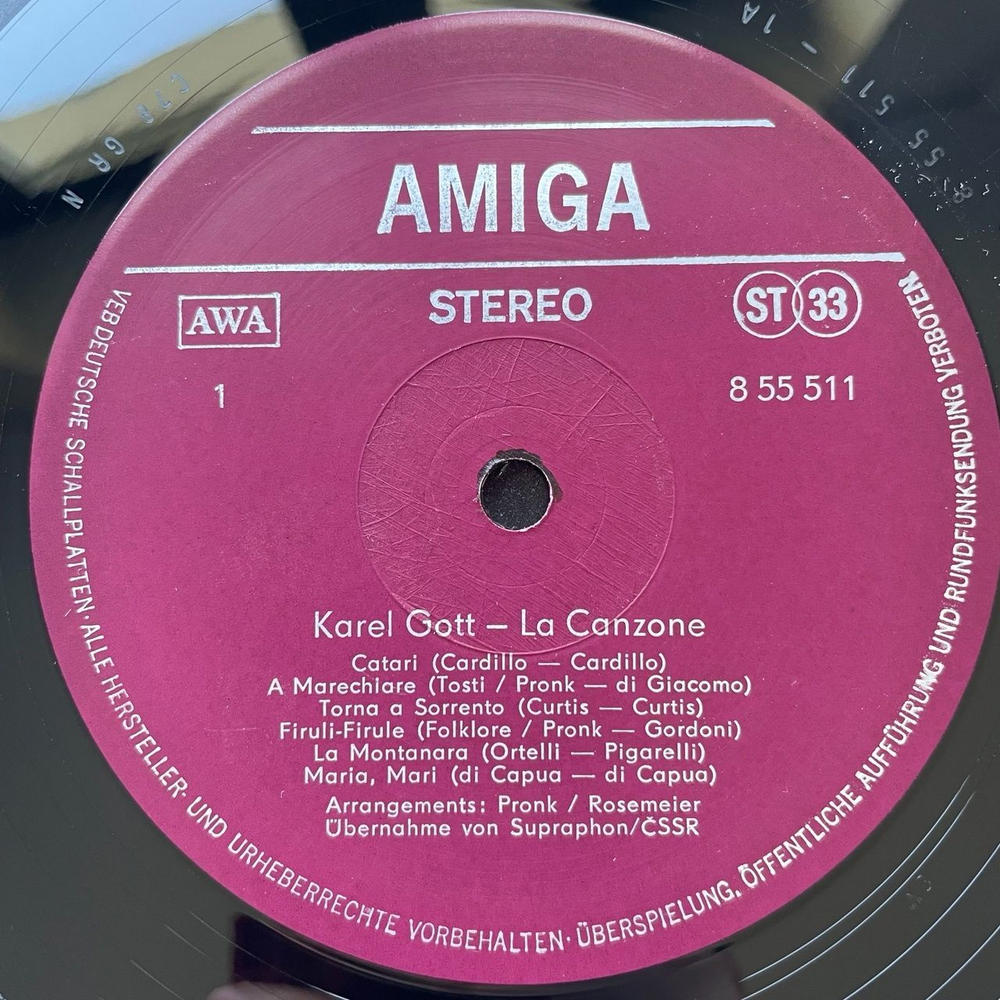 AMIGA
AWA
STEREO
ST 33
1
8 55 511
Karel Gott – La Canzone
Catari (Cardillo — Cardillo)
A Marechiare (Tosti / Pronk — di Giacomo)
Torna a Sorrento (Curtis — Curtis)
Firuli-Firule (Folklore / Pronk — Gordoni)
La Montanara (Ortelli — Pigarelli)
Maria, Mari (di Capua — di Capua)
Arrangements: Pronk / Rosemeier
Übernahme von Supraphon/ČSSR
VEB DEUTSCHE SCHALLPLATTEN · ALLE HERSTELLER- UND URHEBERRECHTE VORBEHALTEN · ÜBERSPIELUNG, ÖFFENTLICHE AUFFÜHRUNG UND RUNDFUNKSENDUNG VERBOTEN
8 55 511 - 1A